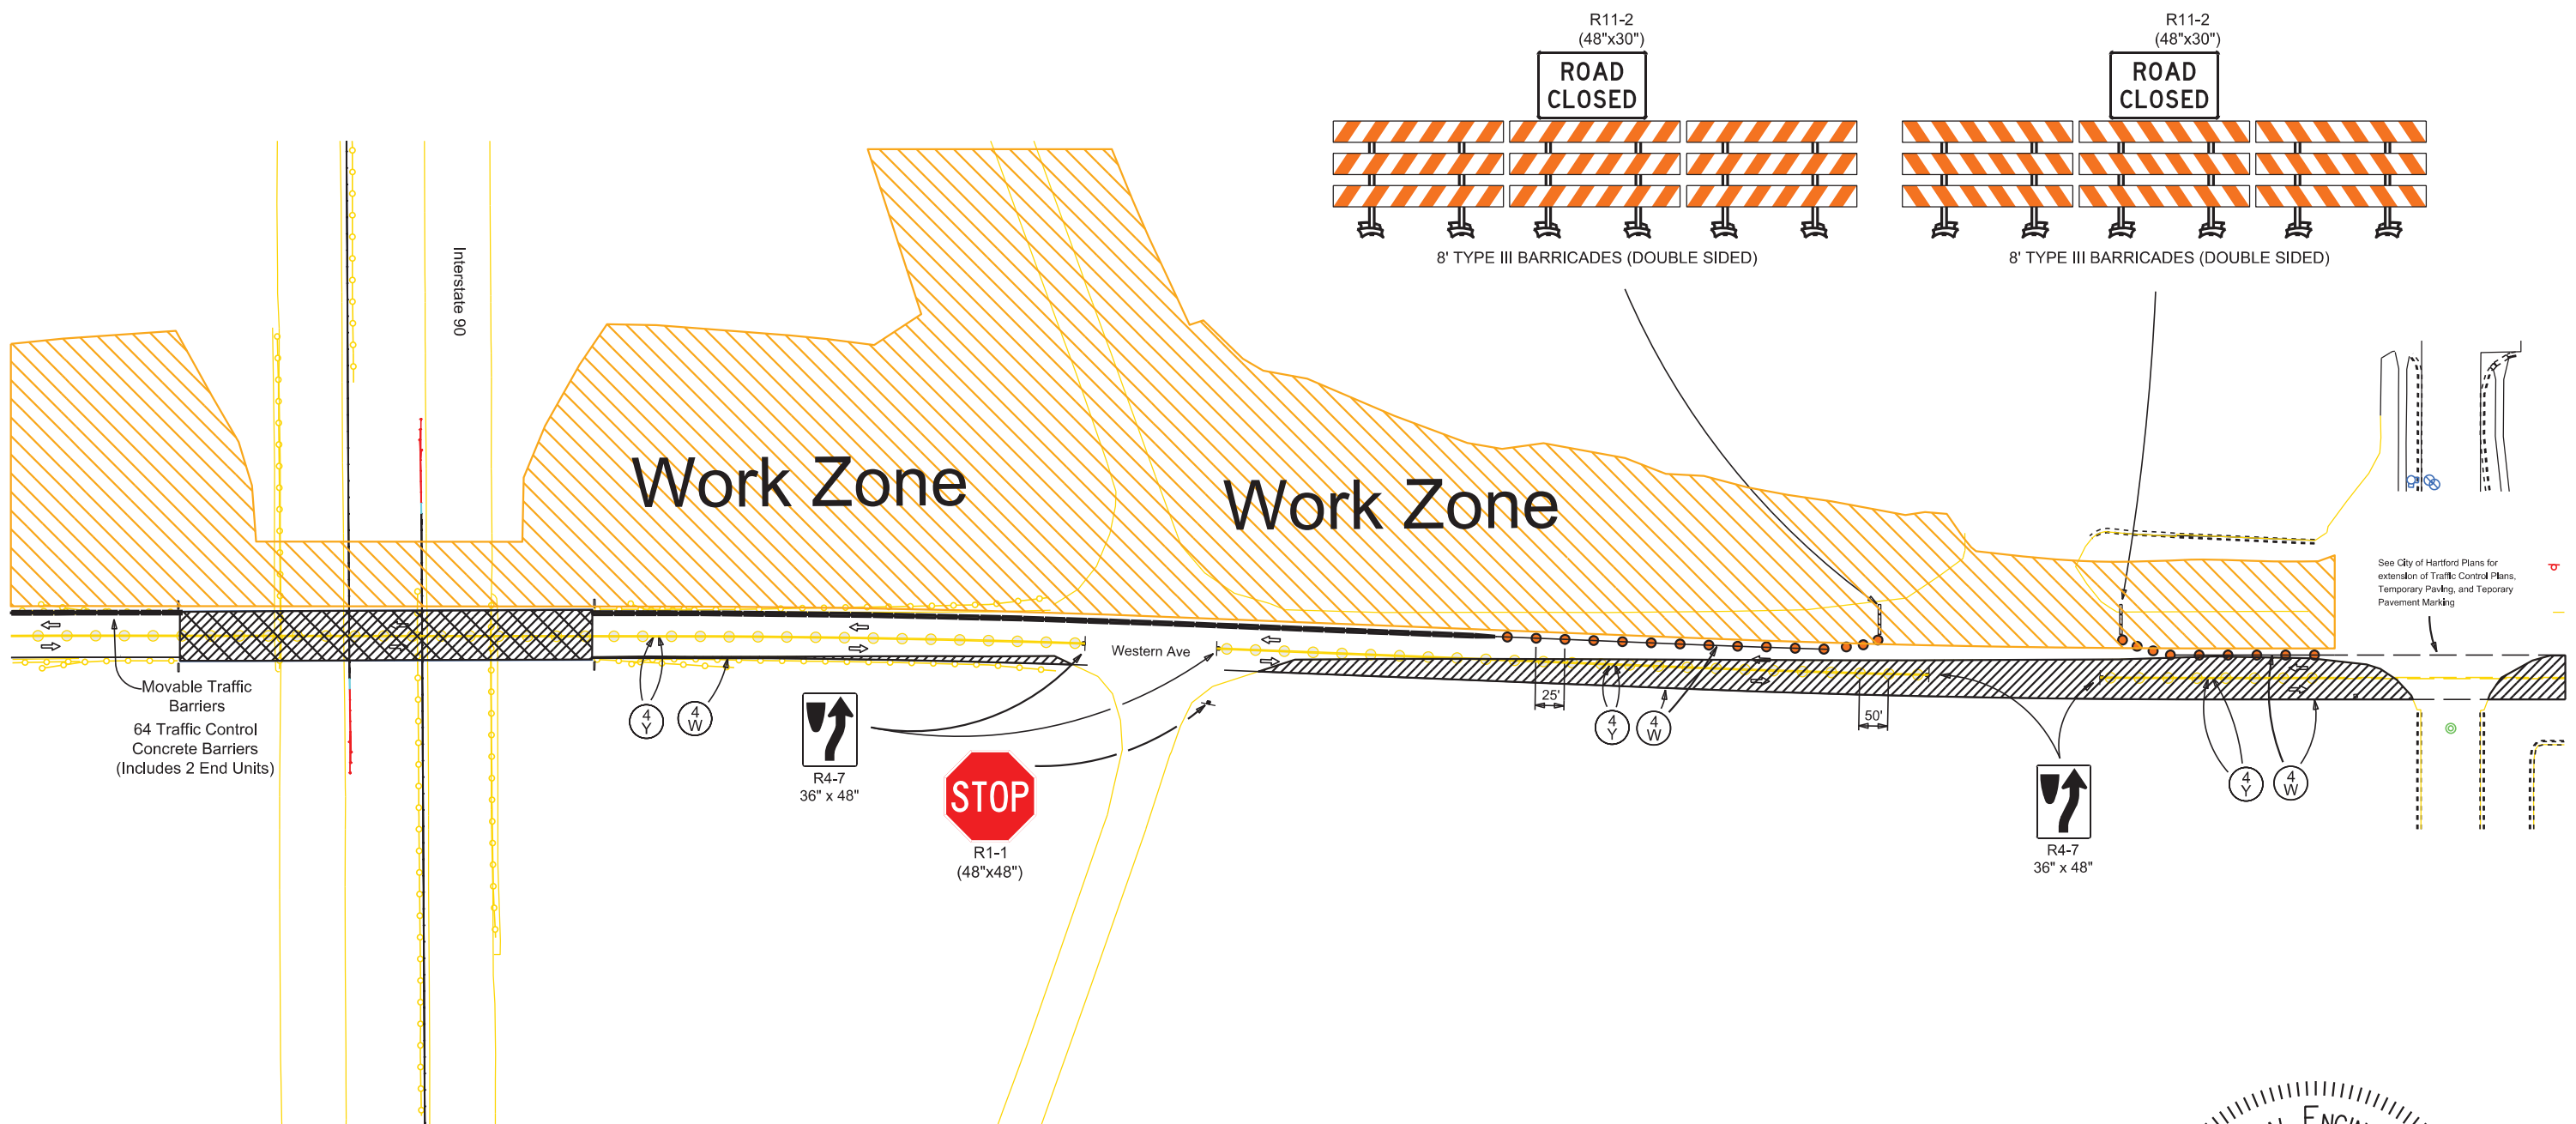 R11-2
(48"x30")
ROAD
CLOSED
8' TYPE III BARRICADES (DOUBLE SIDED)
R11-2
(48"x30")
ROAD
CLOSED
8' TYPE III BARRICADES (DOUBLE SIDED)
Interstate 90
Work Zone
Work Zone
See City of Hartford Plans for
extension of Traffic Control Plans,
Temporary Paving, and Teporary
Pavement Marking
Western Ave
Movable Traffic
Barriers
64 Traffic Control
Concrete Barriers
(Includes 2 End Units)
4
Y
4
W
R4-7
36" x 48"
STOP
R1-1
(48"x48")
25'
4
Y
4
W
50'
R4-7
36" x 48"
4
Y
4
W